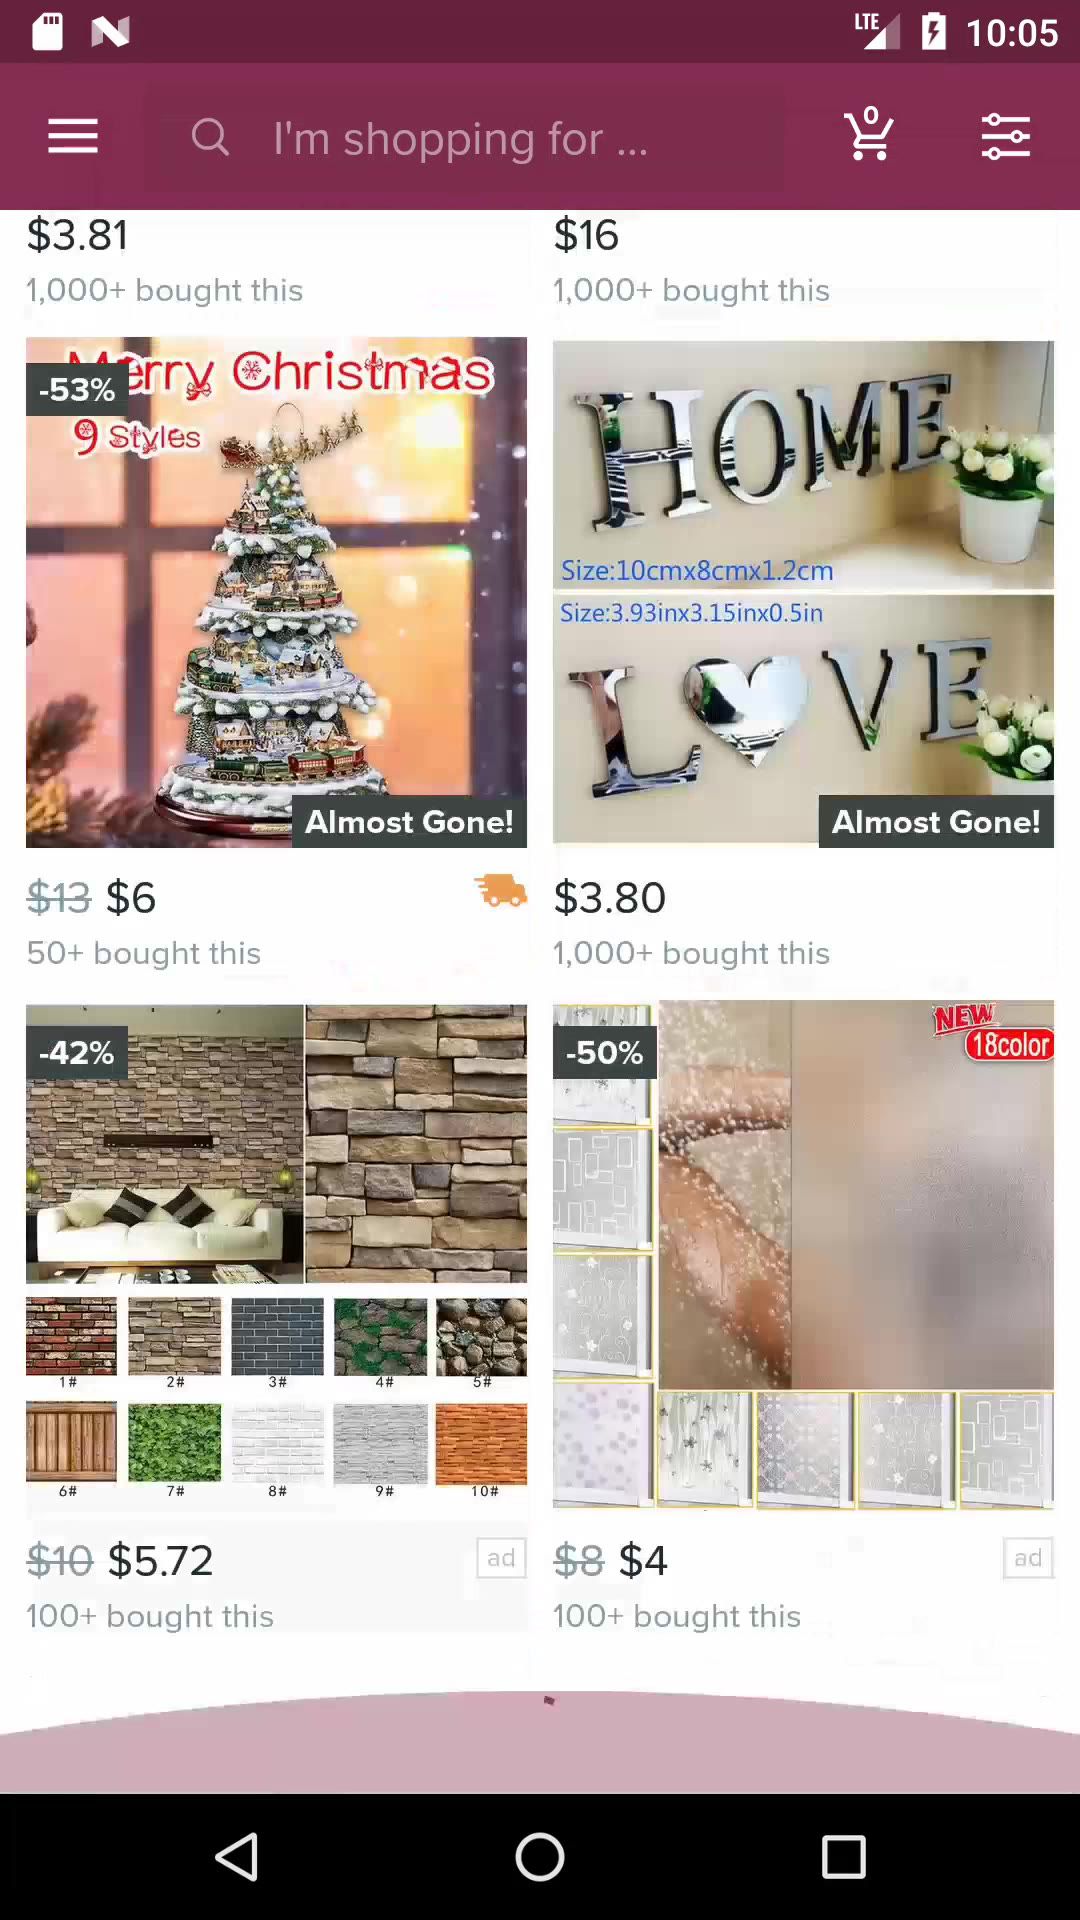 LTE 10:05
I'm shopping for ...
0
$3.81
1,000+ bought this
$16
1,000+ bought this
Merry Christmas
-53%
9 Styles
Almost Gone!
HOME
Size:10cmx8cmx1.2cm
Size:3.93inx3.15inx0.5in
L VE
Almost Gone!
$13 $6
50+ bought this
$3.80
1,000+ bought this
-42%
1# 2# 3# 4# 5#
6# 7# 8# 9# 10#
-50%
NEW
18color
$10 $5.72
ad
100+ bought this
$8 $4
ad
100+ bought this